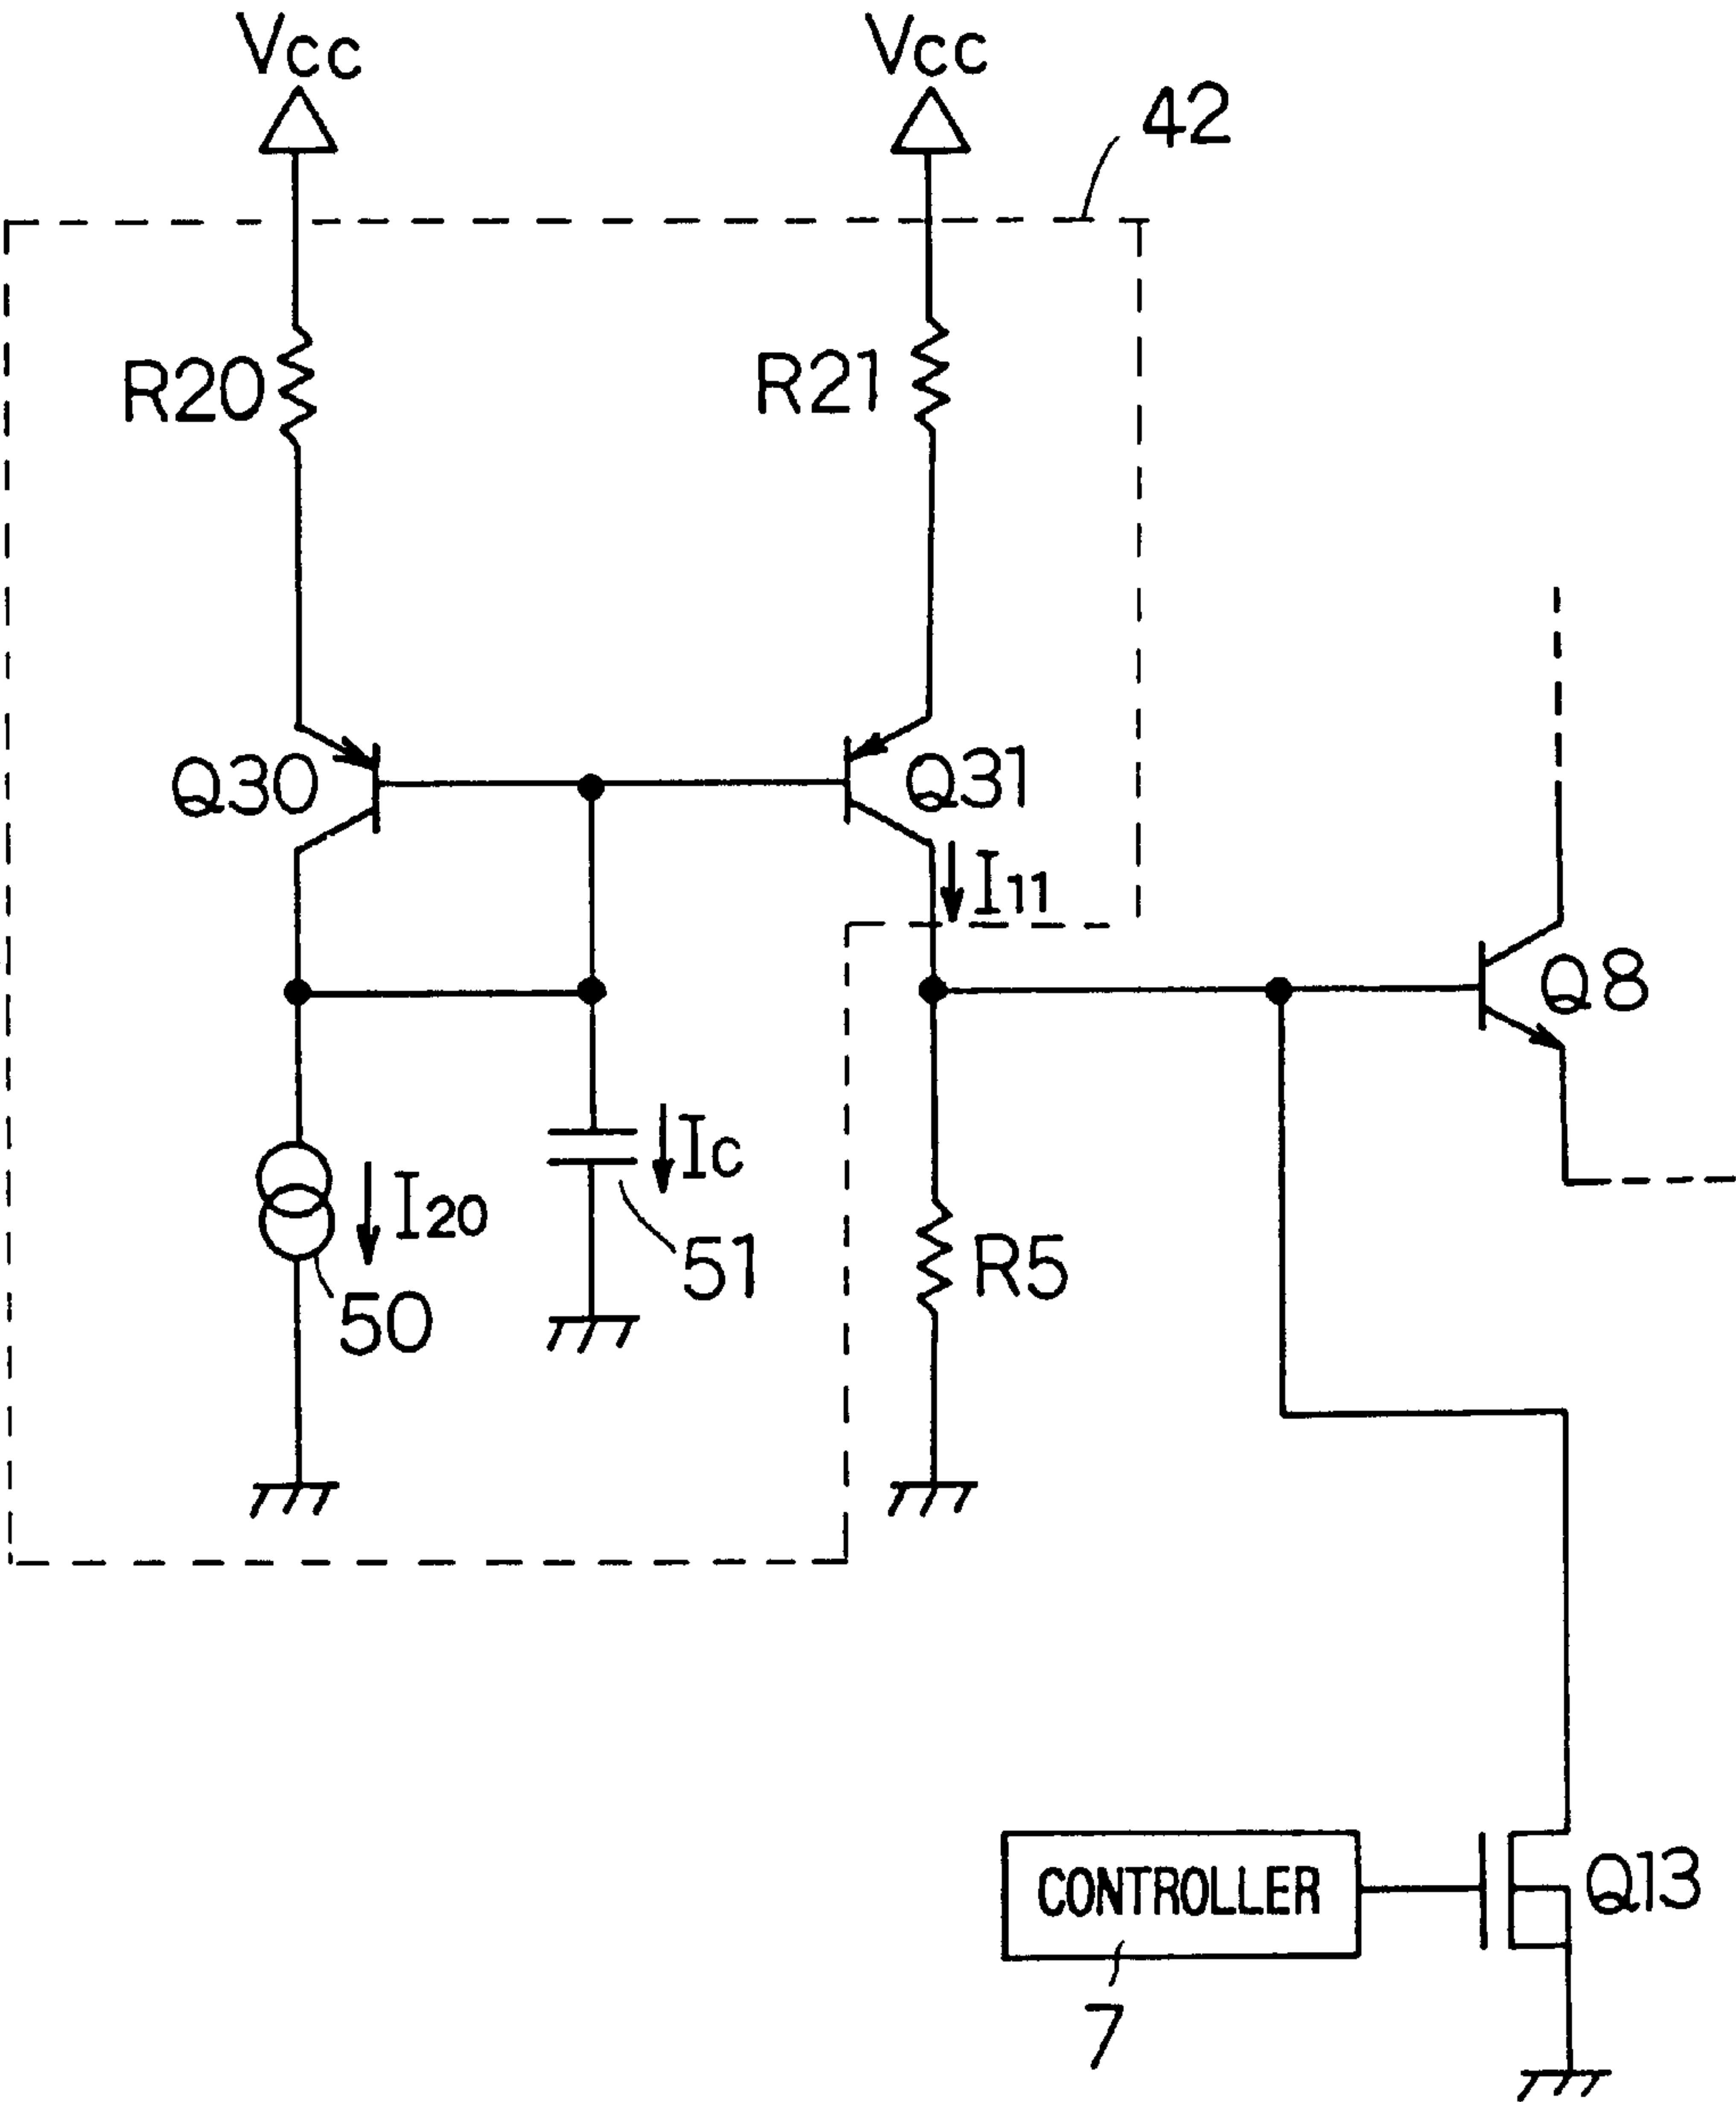 Vcc
Vcc
42
R20
R21
Q30
Q31
I11
Q8
Ic
I20
51
R5
50
CONTROLLER
Q13
7